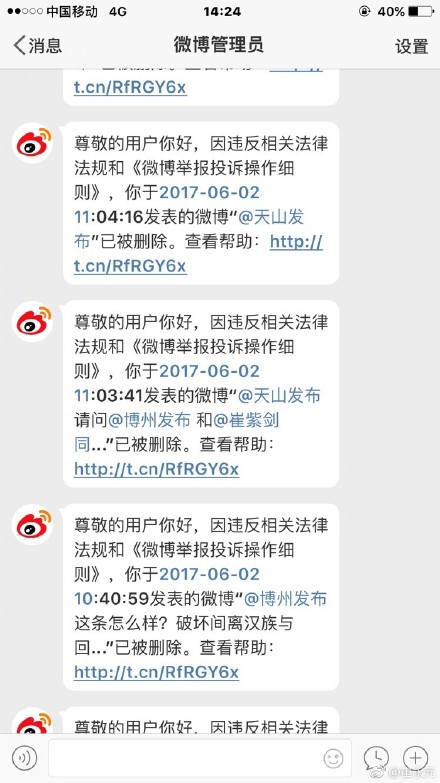 中国移动 4G 14:24 40%
消息 微博管理员 设置
t.cn/RfRGY6x
尊敬的用户你好，因违反相关法律
法规和《微博举报投诉操作细
则》，你于2017-06-02
11:04:16发表的微博“@天山发
布”已被删除。查看帮助：http://
t.cn/RfRGY6x
尊敬的用户你好，因违反相关法律
法规和《微博举报投诉操作细
则》，你于2017-06-02
11:03:41发表的微博“@天山发布
请问@博州发布 和@崔紫剑
同...”已被删除。查看帮助：
http://t.cn/RfRGY6x
尊敬的用户你好，因违反相关法律
法规和《微博举报投诉操作细
则》，你于2017-06-02
10:40:59发表的微博“@博州发布
这条怎么样？破坏间离汉族与
回...”已被删除。查看帮助：
http://t.cn/RfRGY6x
尊敬的用户你好，因违反相关法律